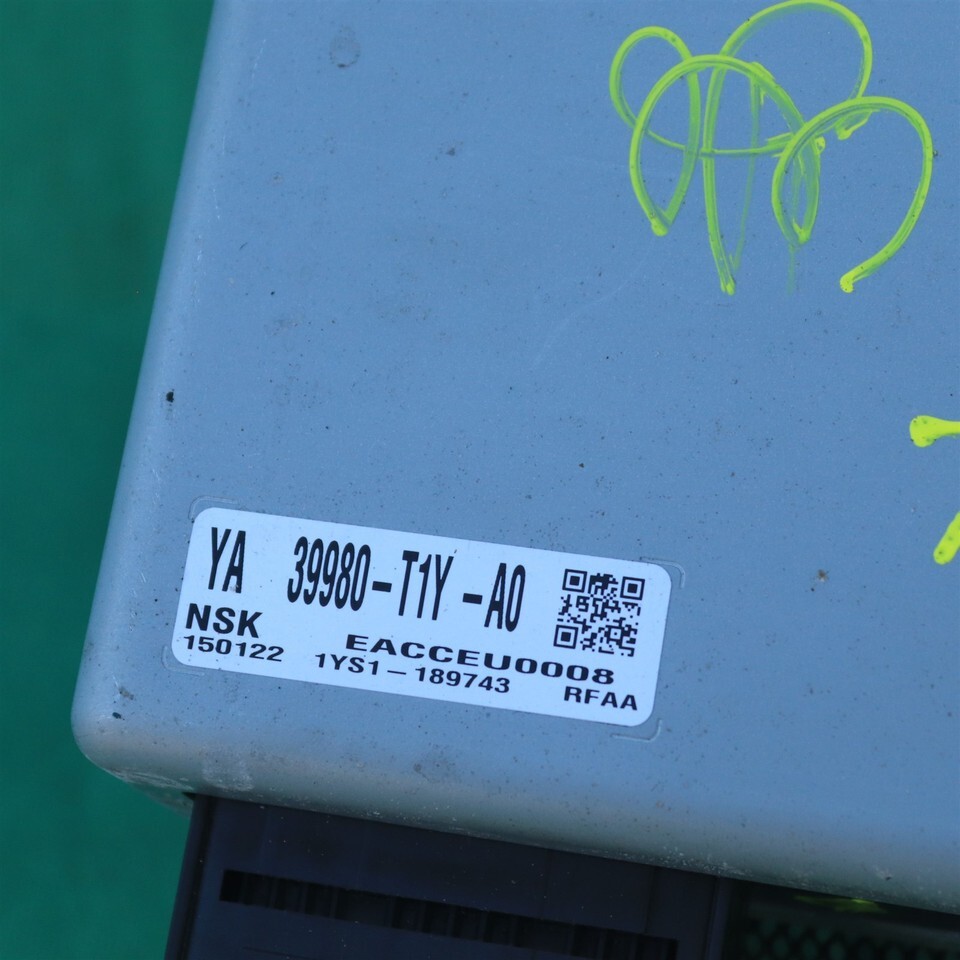 YA 39980-T1Y-A0
NSK EACCEU0008
150122 1YS1-189743 RFAA